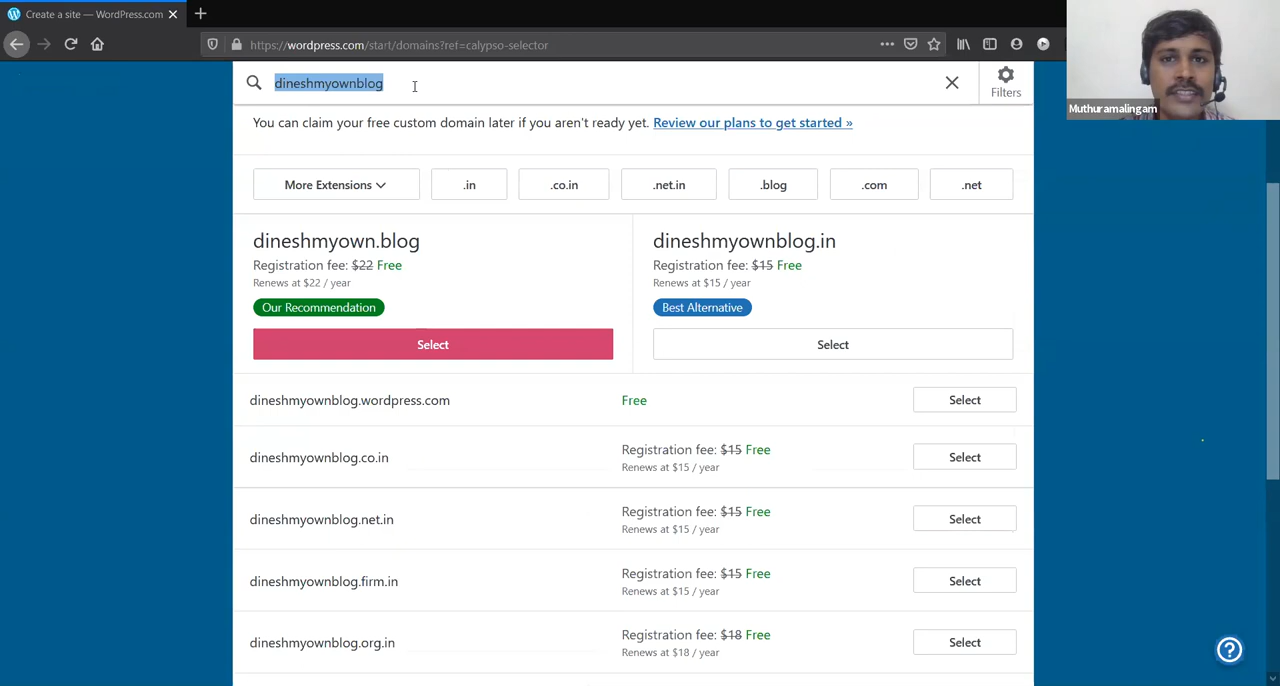 Create a site — WordPress.com
https://wordpress.com/start/domains?ref=calypso-selector
Muthuramalingam
dineshmyownblog
Filters
You can claim your free custom domain later if you aren't ready yet. Review our plans to get started »
More Extensions
.in
.co.in
.net.in
.blog
.com
.net
dineshmyown.blog
Registration fee: $22 Free
Renews at $22 / year
Our Recommendation
Select
dineshmyownblog.in
Registration fee: $15 Free
Renews at $15 / year
Best Alternative
Select
dineshmyownblog.wordpress.com
Free
Select
dineshmyownblog.co.in
Registration fee: $15 Free
Renews at $15 / year
Select
dineshmyownblog.net.in
Registration fee: $15 Free
Renews at $15 / year
Select
dineshmyownblog.firm.in
Registration fee: $15 Free
Renews at $15 / year
Select
dineshmyownblog.org.in
Registration fee: $18 Free
Renews at $18 / year
Select